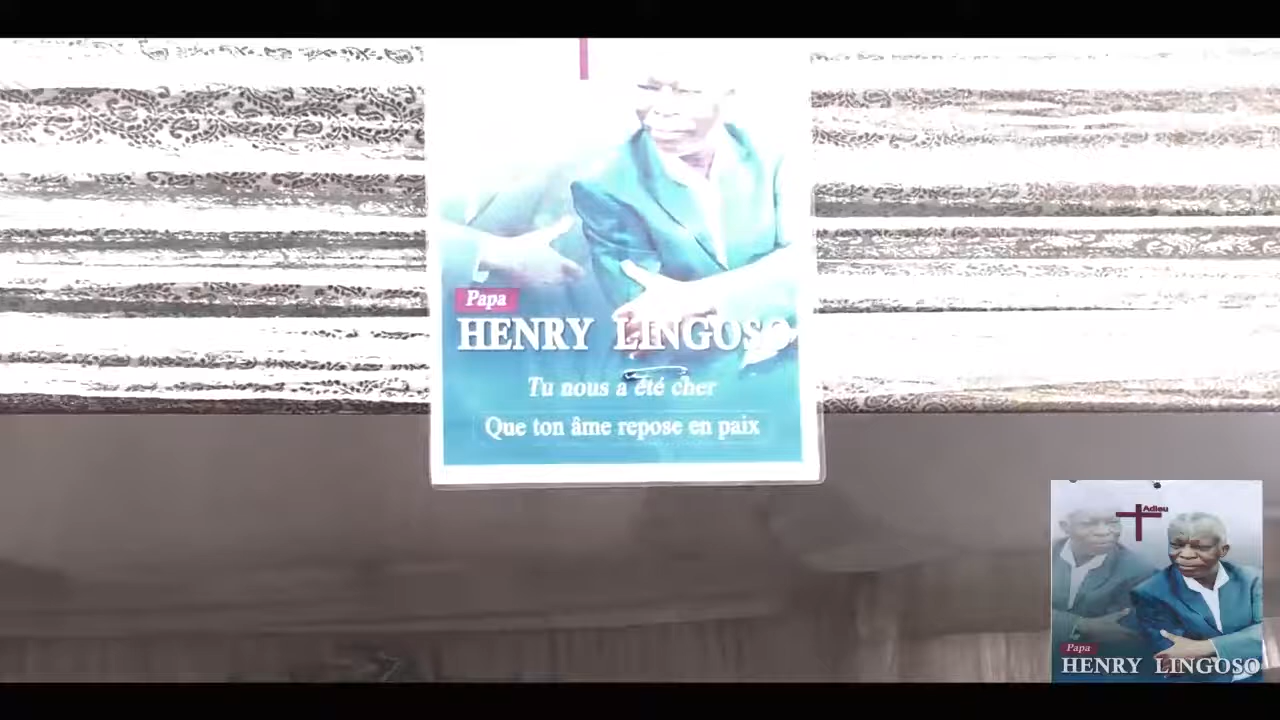 Papa
HENRY LINGOSO
Tu nous a été cher
Que ton âme repose en paix
Adieu
Papa
HENRY LINGOSO